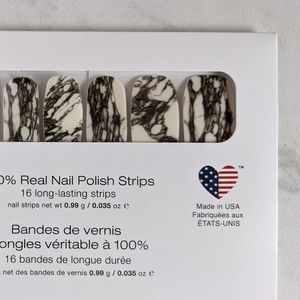 0% Real Nail Polish Strips
16 long-lasting strips
nail strips net wt 0.99 g / 0.035 oz ℮
Bandes de vernis
ongles véritable à 100%
16 bandes de longue durée
net des bandes de vernis 0.99 g / 0.035 oz ℮
™
Made in USA
Fabriquées aux
ÉTATS-UNIS